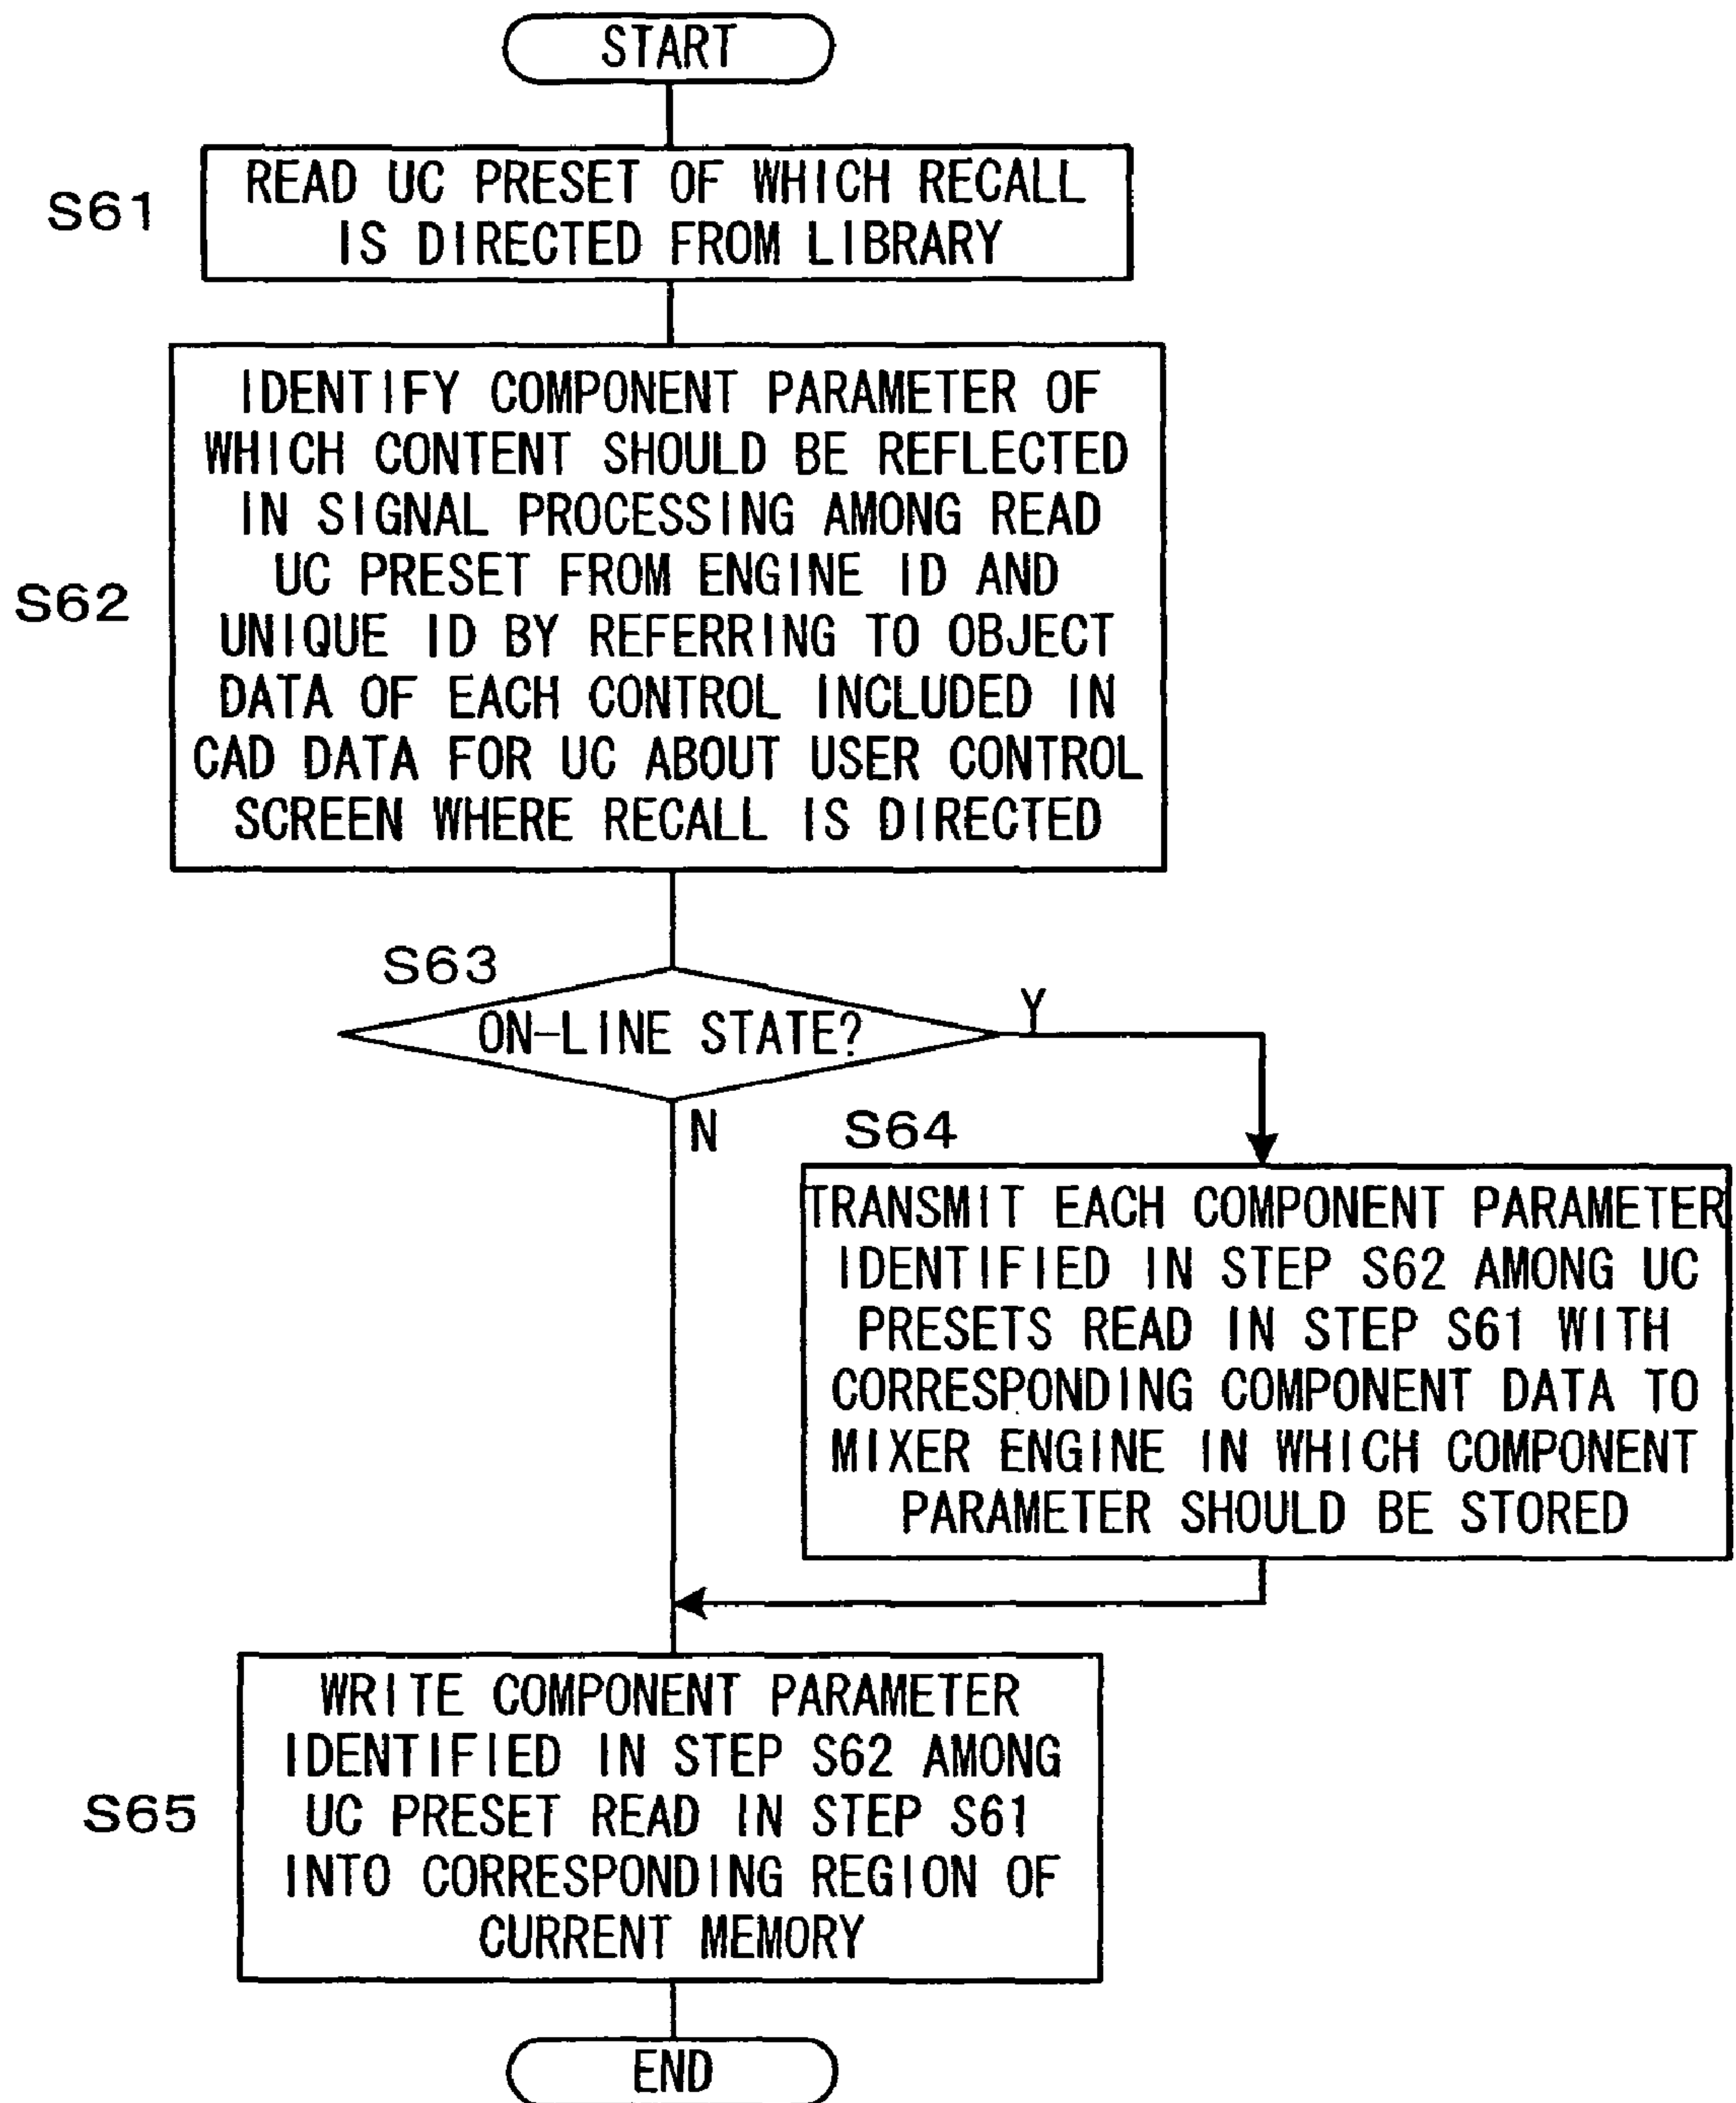 START
S61
READ UC PRESET OF WHICH RECALL
IS DIRECTED FROM LIBRARY
S62
IDENTIFY COMPONENT PARAMETER OF
WHICH CONTENT SHOULD BE REFLECTED
IN SIGNAL PROCESSING AMONG READ
UC PRESET FROM ENGINE ID AND
UNIQUE ID BY REFERRING TO OBJECT
DATA OF EACH CONTROL INCLUDED IN
CAD DATA FOR UC ABOUT USER CONTROL
SCREEN WHERE RECALL IS DIRECTED
S63
ON-LINE STATE?
Y
N
S64
TRANSMIT EACH COMPONENT PARAMETER
IDENTIFIED IN STEP S62 AMONG UC
PRESETS READ IN STEP S61 WITH
CORRESPONDING COMPONENT DATA TO
MIXER ENGINE IN WHICH COMPONENT
PARAMETER SHOULD BE STORED
S65
WRITE COMPONENT PARAMETER
IDENTIFIED IN STEP S62 AMONG
UC PRESET READ IN STEP S61
INTO CORRESPONDING REGION OF
CURRENT MEMORY
END